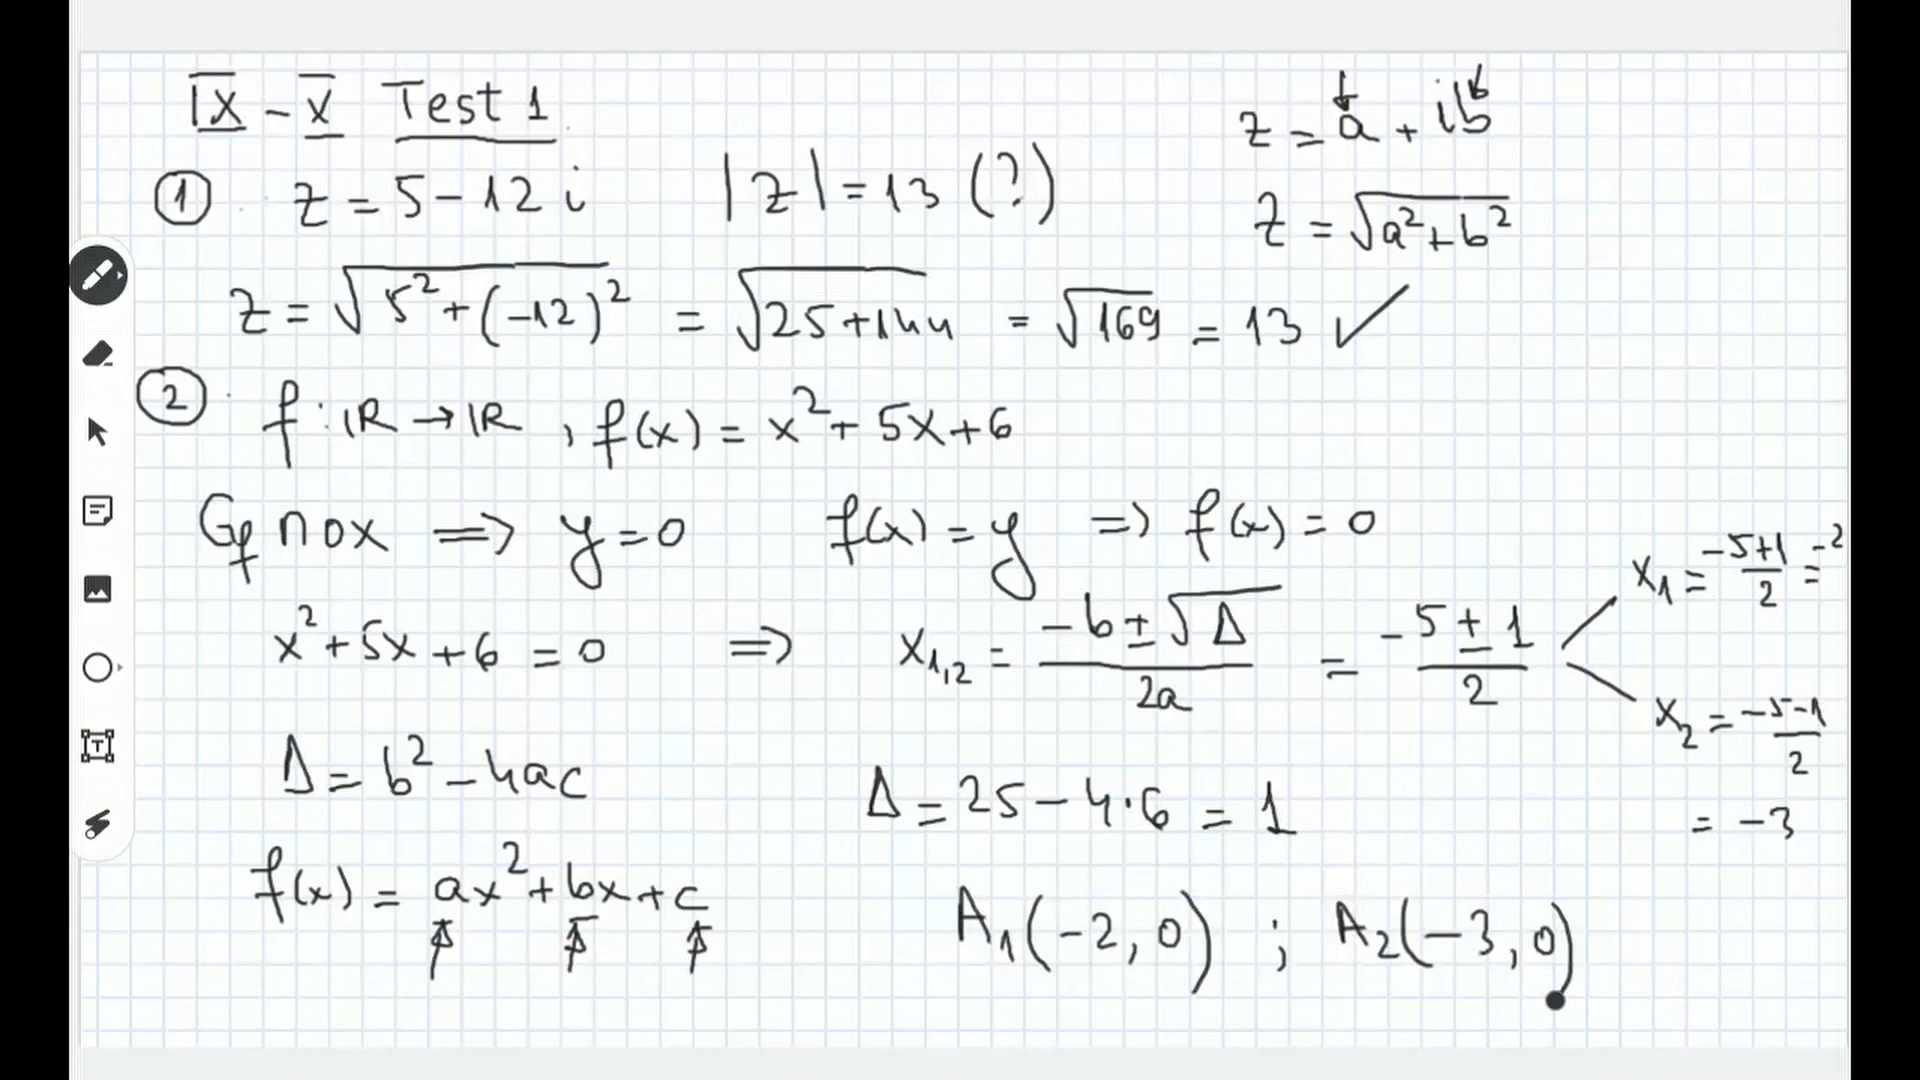 IX - X Test 1
z = a + ib
① z = 5 - 12 i |z| = 13 (?)
z = √a² + b²
z = √5² + (-12)² = √25 + 144 = √169 = 13 ✓
② f : ℝ → ℝ , f(x) = x² + 5x + 6
Gf ∩ OX ⇒ y = 0 f(x) = y ⇒ f(x) = 0
x² + 5x + 6 = 0 ⇒ x₁,₂ = (-b ± √Δ)/2a = (-5 ± 1)/2
x₁ = (-5+1)/2 = -2
x₂ = (-5-1)/2
= -3
Δ = b² - 4ac Δ = 25 - 4·6 = 1
f(x) = ax² + bx + c
A₁(-2, 0) ; A₂(-3, 0)